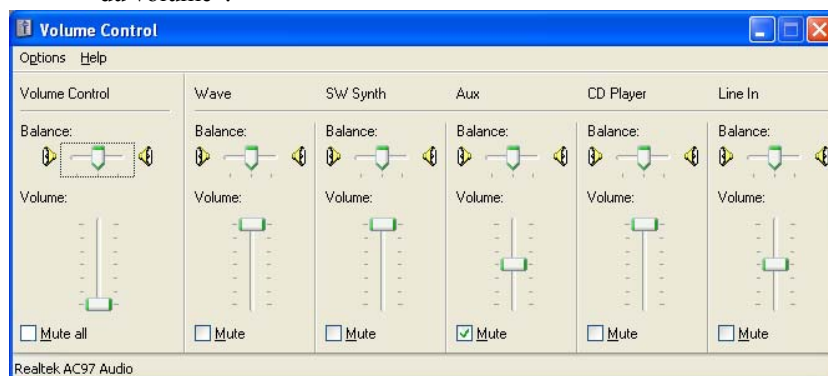 Volume Control
Options Help
Volume Control Wave SW Synth Aux CD Player Line In
Balance: Balance: Balance: Balance: Balance: Balance:
Volume: Volume: Volume: Volume: Volume: Volume:
Mute all Mute Mute Mute Mute Mute
Realtek AC97 Audio